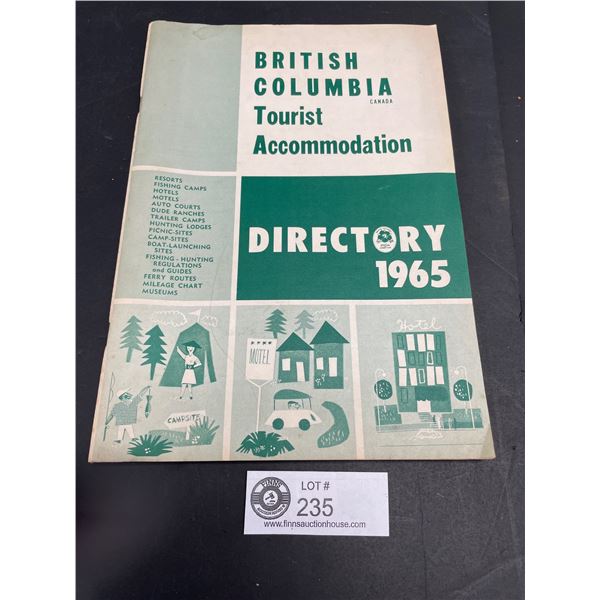 BRITISH
COLUMBIA
CANADA
Tourist
Accommodation
RESORTS
FISHING CAMPS
HOTELS
MOTELS
AUTO COURTS
DUDE RANCHES
TRAILER CAMPS
HUNTING LODGES
PICNIC-SITES
CAMP-SITES
BOAT-LAUNCHING
SITES
FISHING - HUNTING
REGULATIONS
and GUIDES
FERRY ROUTES
MILEAGE CHART
MUSEUMS
DIRECTORY
1965
MOTEL
CAMPSITE
Hotel
FINNS
LOT #
235
www.finnsauctionhouse.com